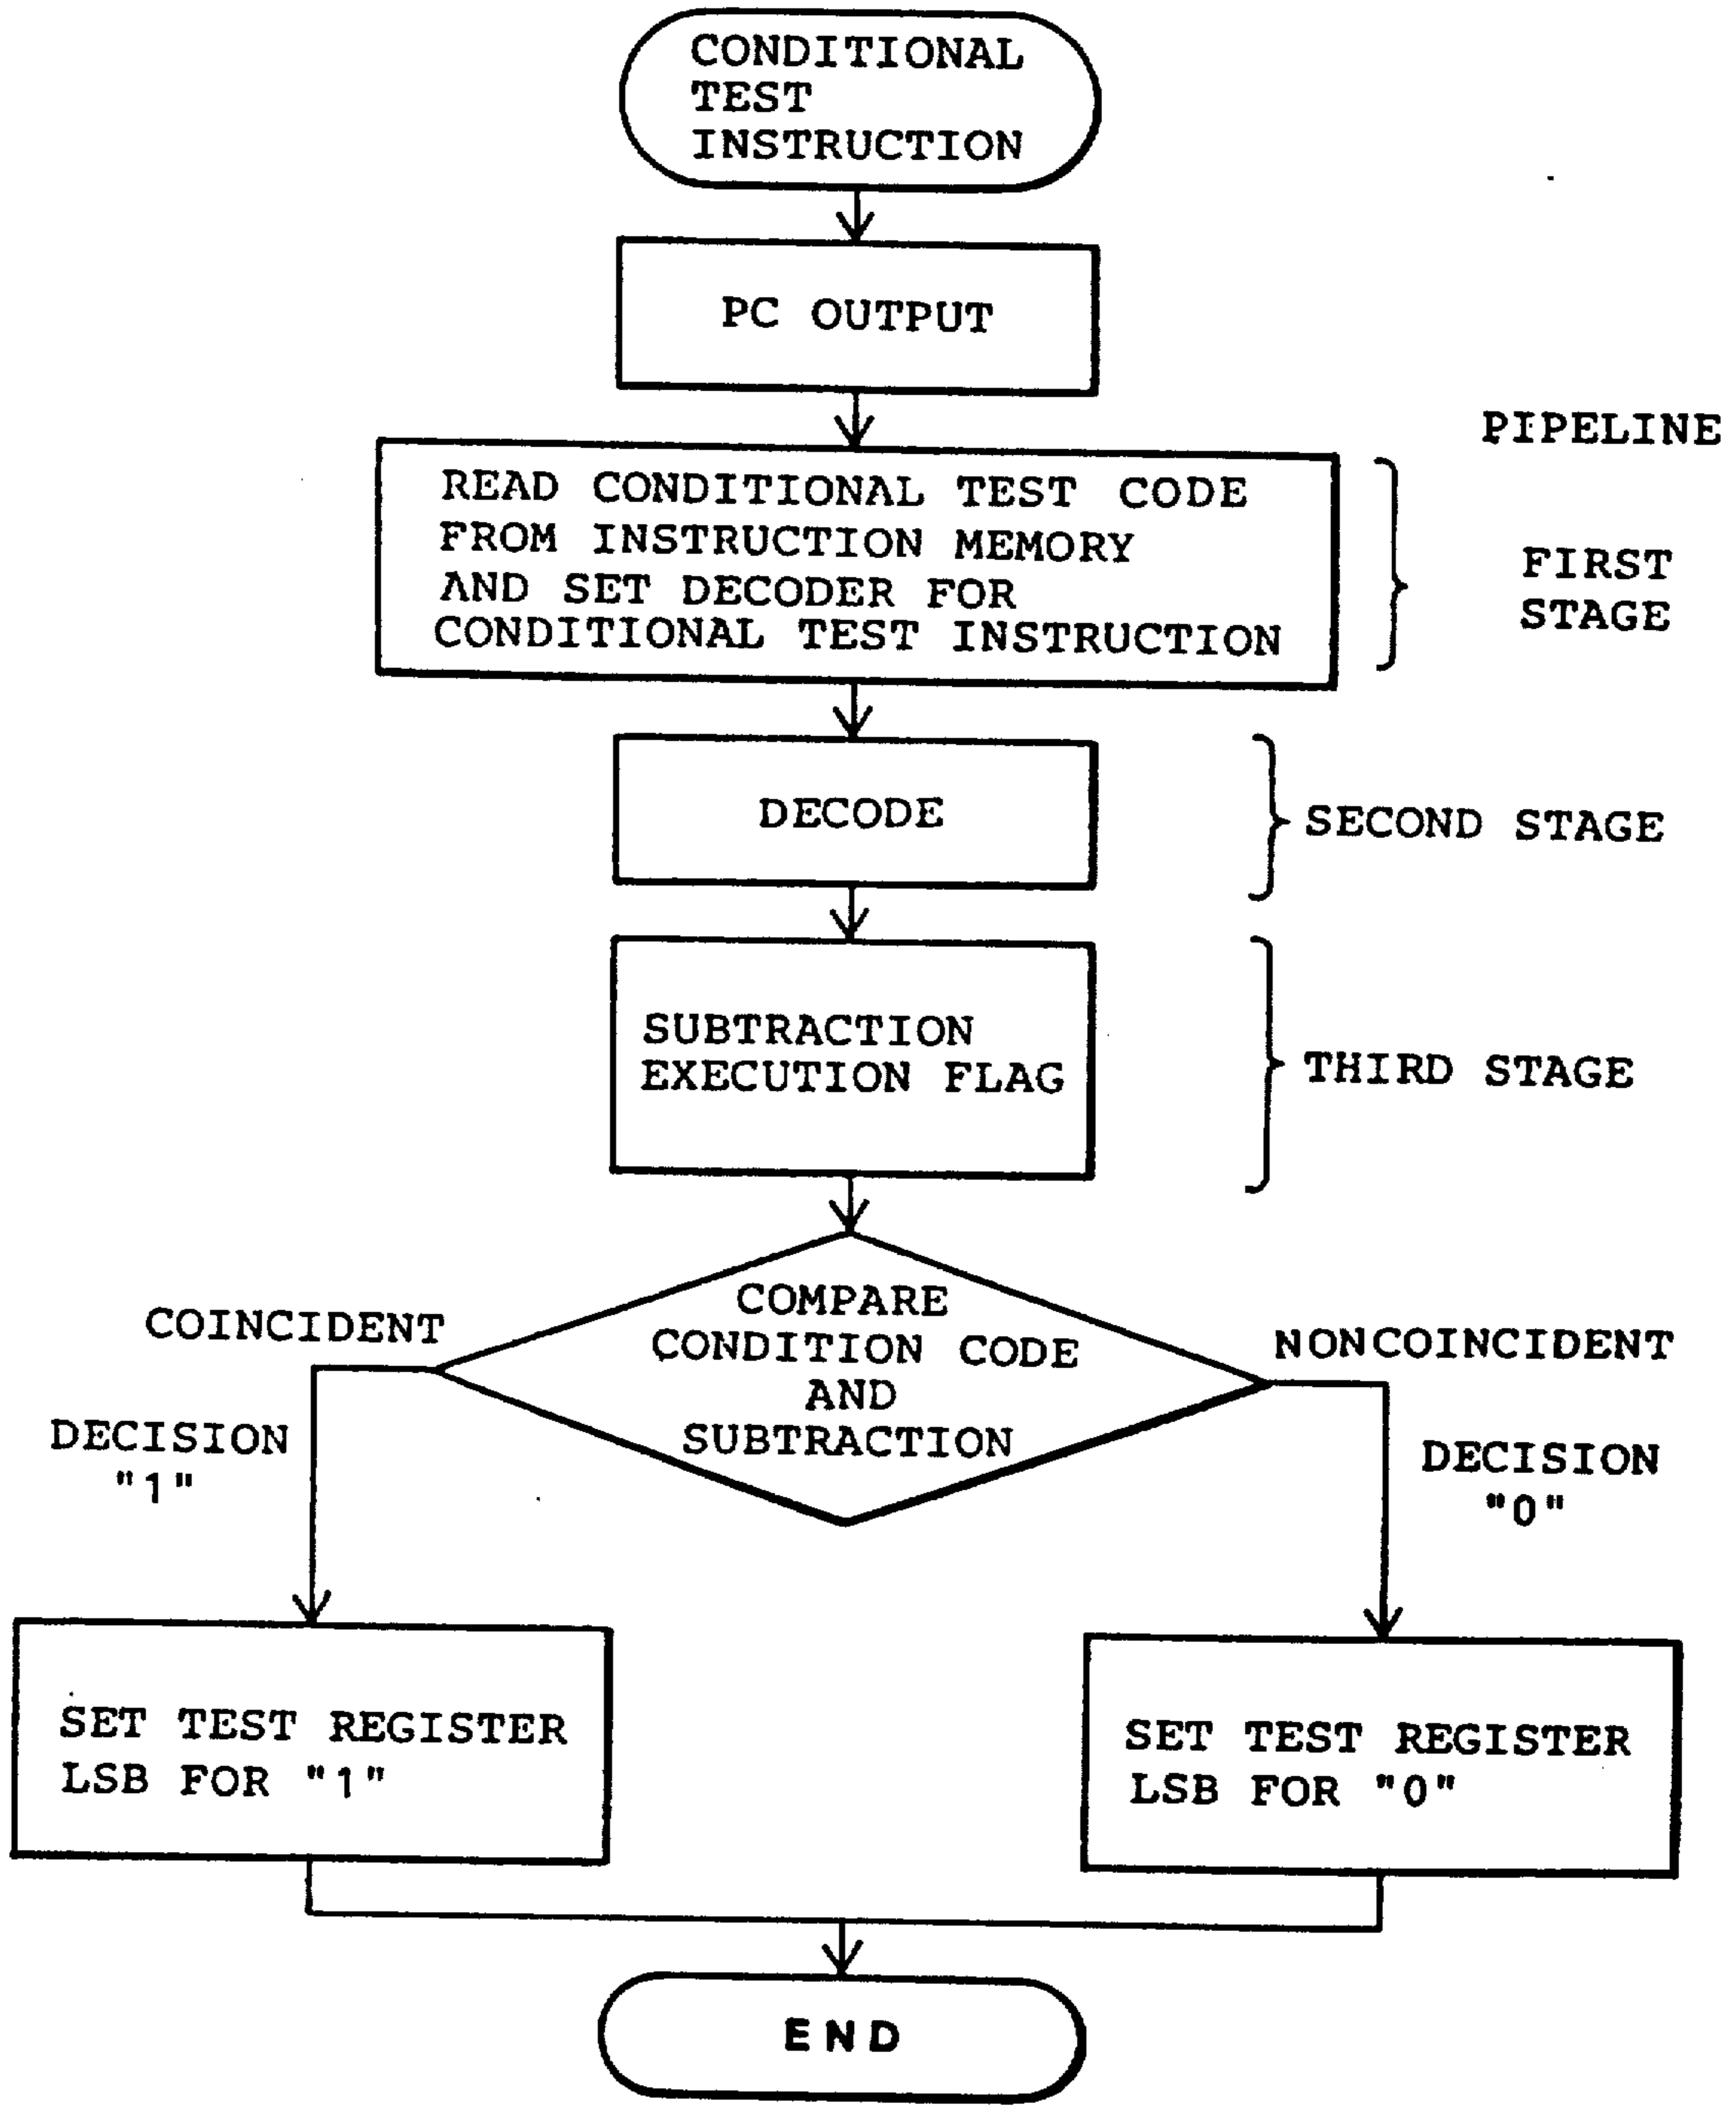 CONDITIONAL
TEST
INSTRUCTION
PC OUTPUT
PIPELINE
READ CONDITIONAL TEST CODE
FROM INSTRUCTION MEMORY
AND SET DECODER FOR
CONDITIONAL TEST INSTRUCTION
FIRST
STAGE
DECODE
SECOND STAGE
SUBTRACTION
EXECUTION FLAG
THIRD STAGE
COMPARE
CONDITION CODE
AND
SUBTRACTION
COINCIDENT
NONCOINCIDENT
DECISION
"1"
DECISION
"0"
SET TEST REGISTER
LSB FOR "1"
SET TEST REGISTER
LSB FOR "0"
END